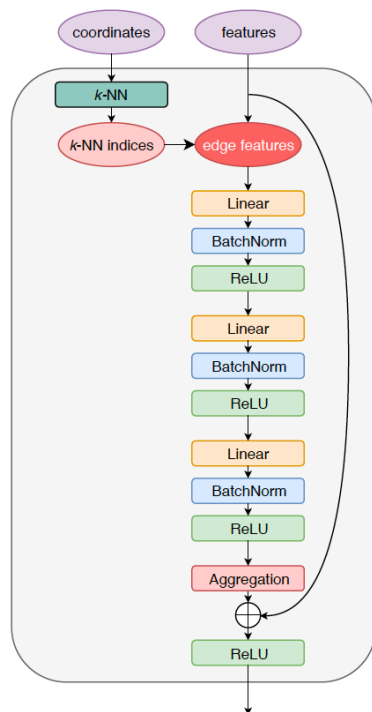 coordinates
features
k-NN
k-NN indices
edge features
Linear
BatchNorm
ReLU
Linear
BatchNorm
ReLU
Linear
BatchNorm
ReLU
Aggregation
ReLU